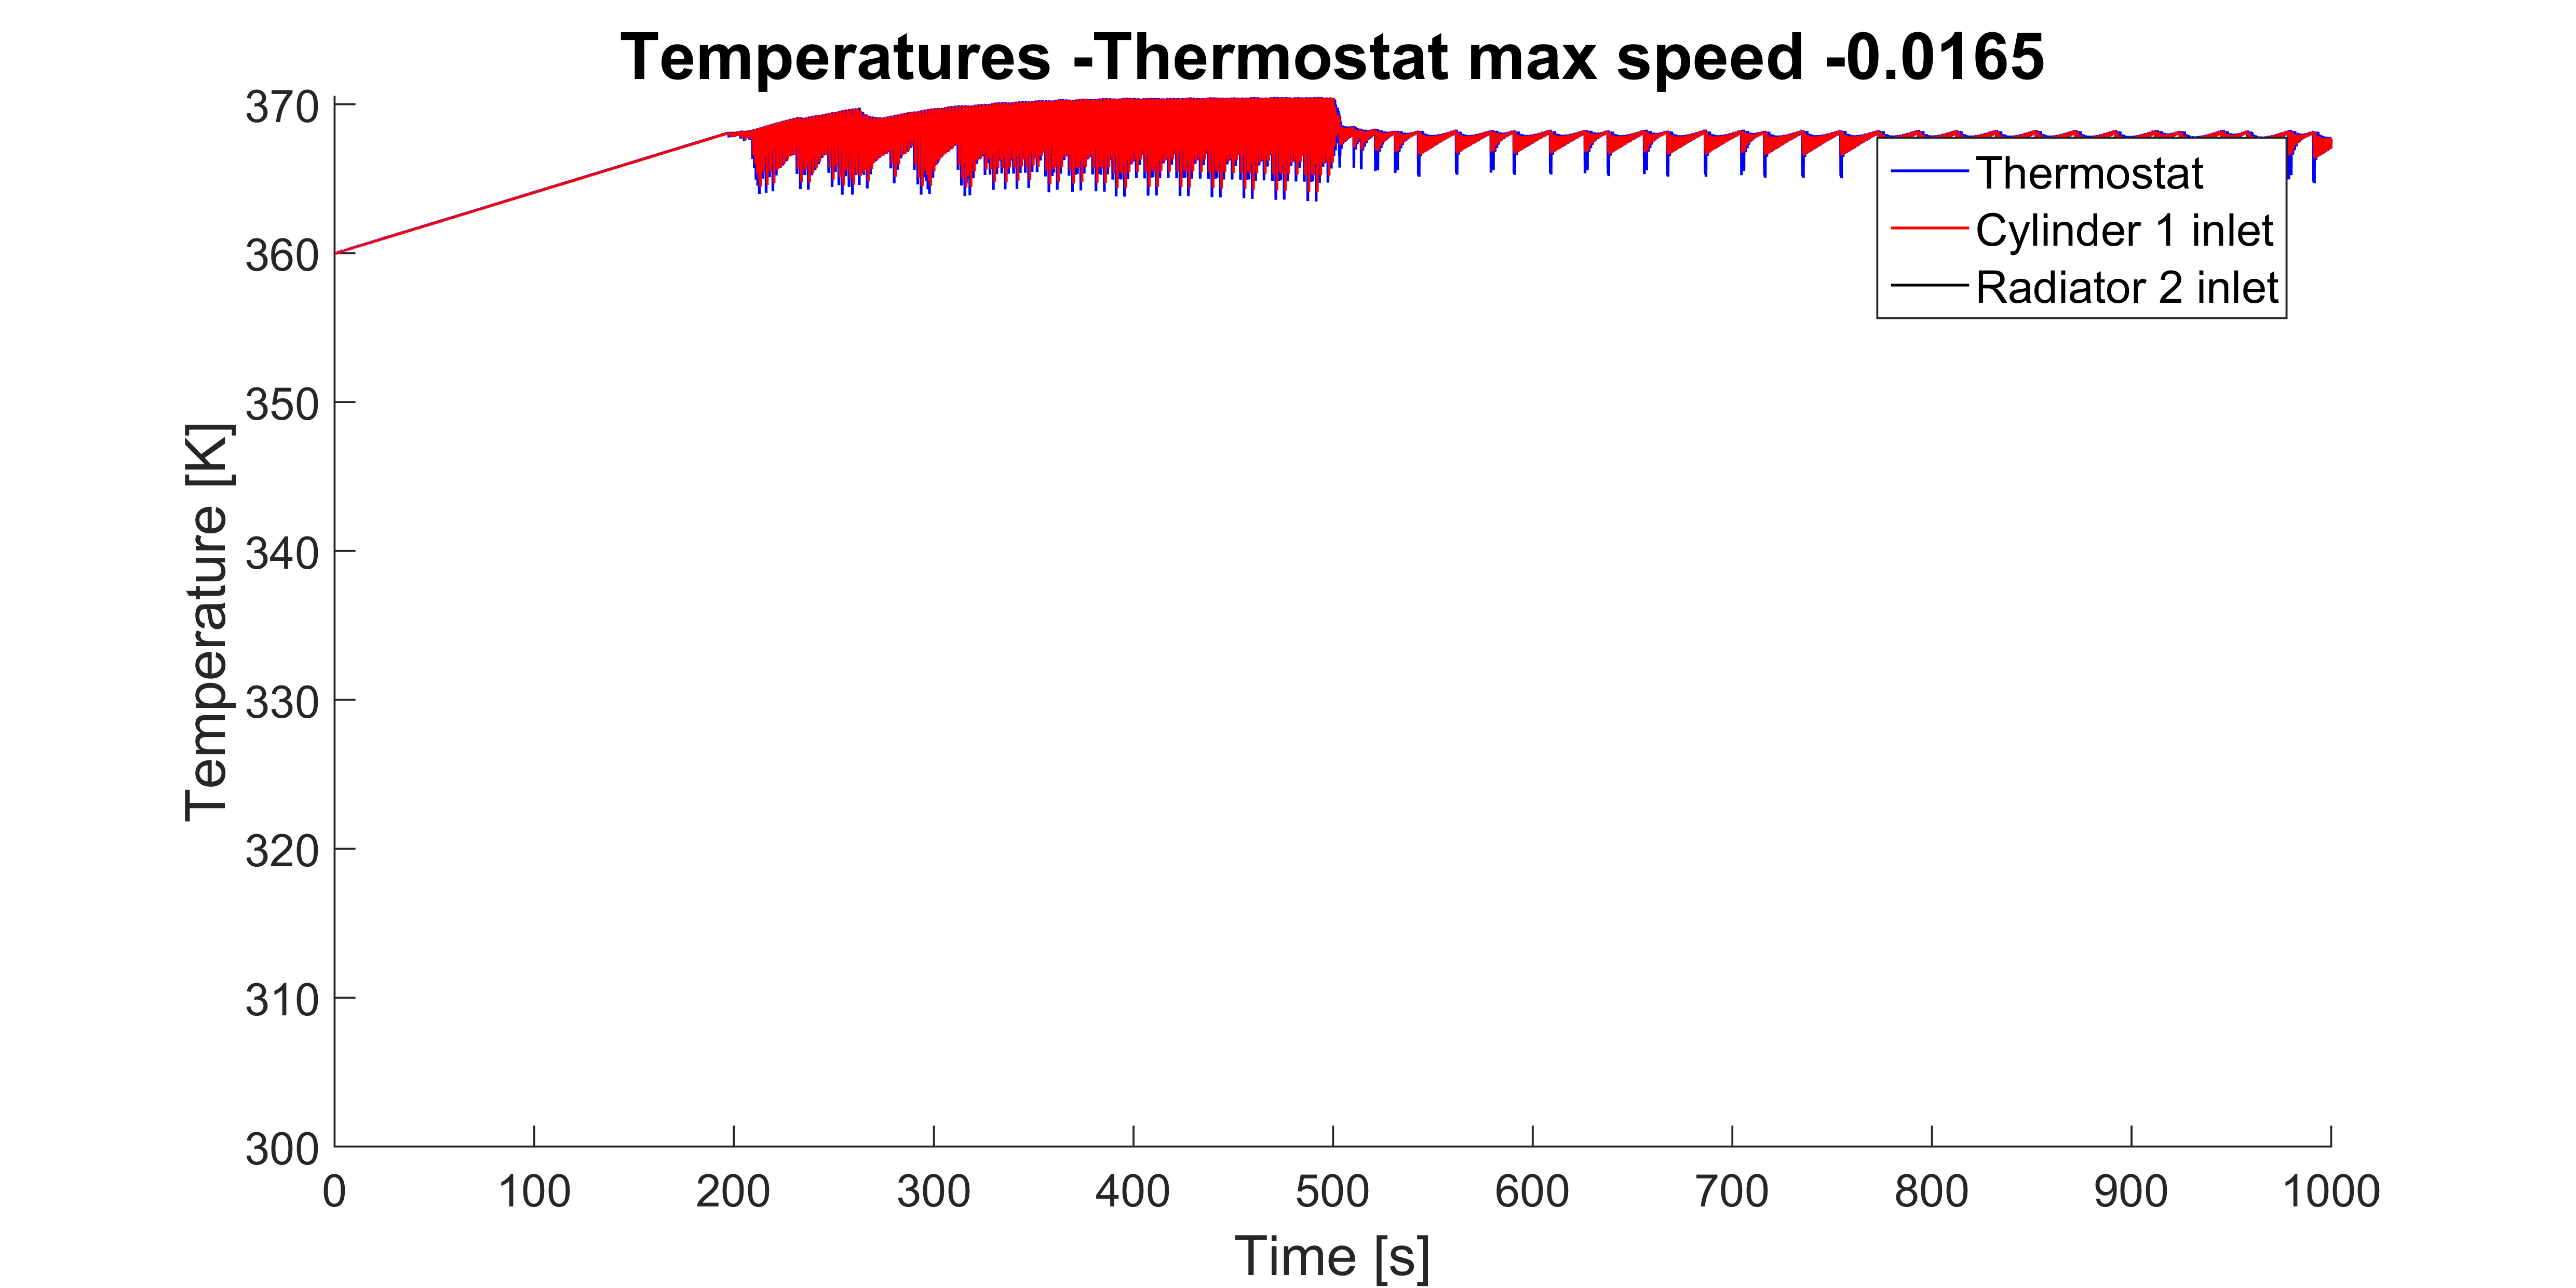 Temperatures -Thermostat max speed -0.0165
370
360
350
340
330
320
310
300
Temperature [K]
Thermostat
Cylinder 1 inlet
Radiator 2 inlet
0 100 200 300 400 500 600 700 800 900 1000
Time [s]